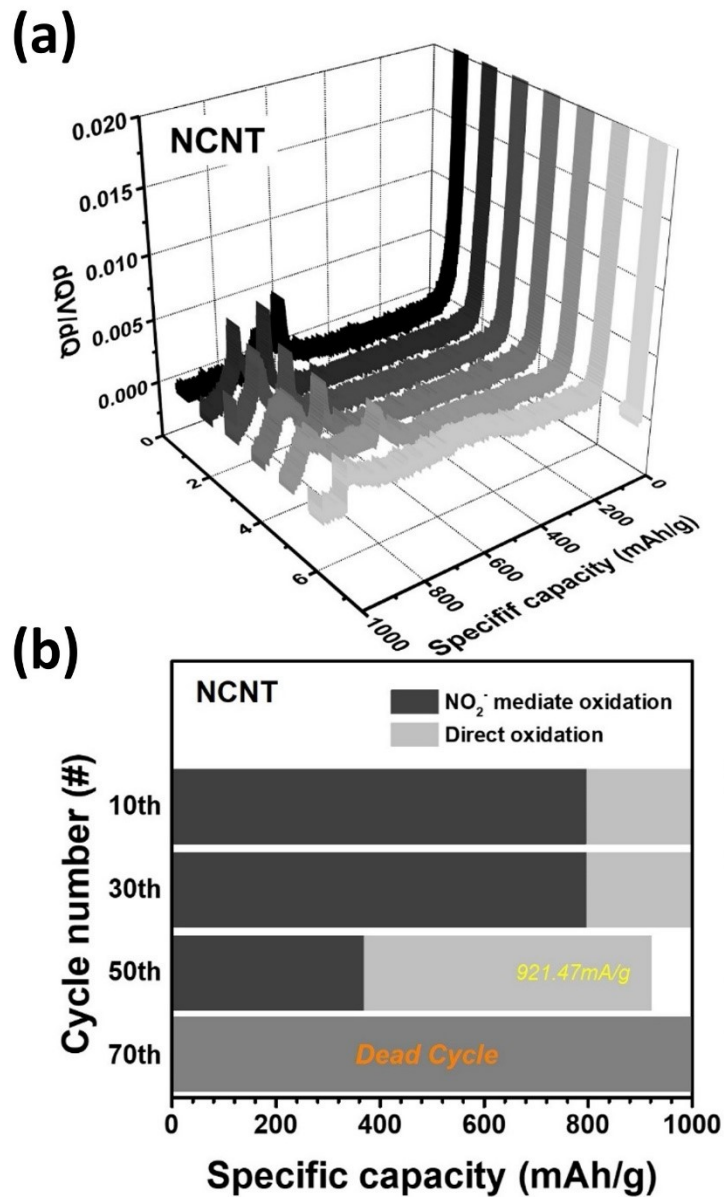 (a)
NCNT
0.020
0.015
0.010
0.005
0.000
dQV/dQ
0
2
4
6
0
200
400
600
800
1000
Specifif capacity (mAh/g)
(b)
NCNT
NO2- mediate oxidation
Direct oxidation
Cycle number (#)
10th
30th
50th
921.47mA/g
70th
Dead Cycle
0 200 400 600 800 1000
Specific capacity (mAh/g)